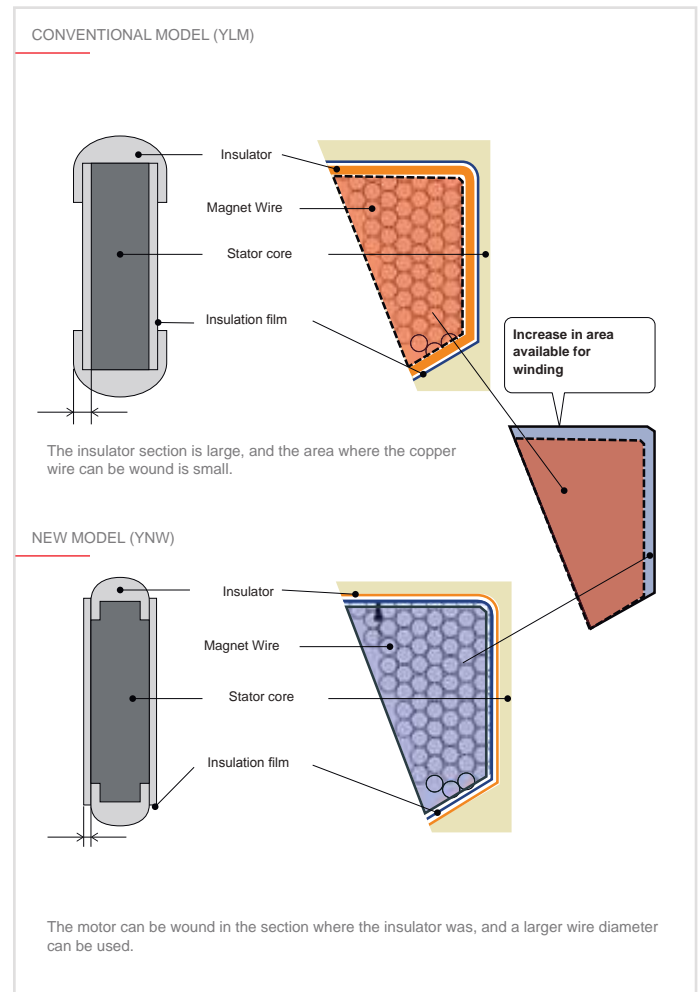 CONVENTIONAL MODEL (YLM)
Insulator
Magnet Wire
Stator core
Insulation film
Increase in area
available for
winding
The insulator section is large, and the area where the copper
wire can be wound is small.
NEW MODEL (YNW)
Insulator
Magnet Wire
Stator core
Insulation film
The motor can be wound in the section where the insulator was, and a larger wire diameter
can be used.